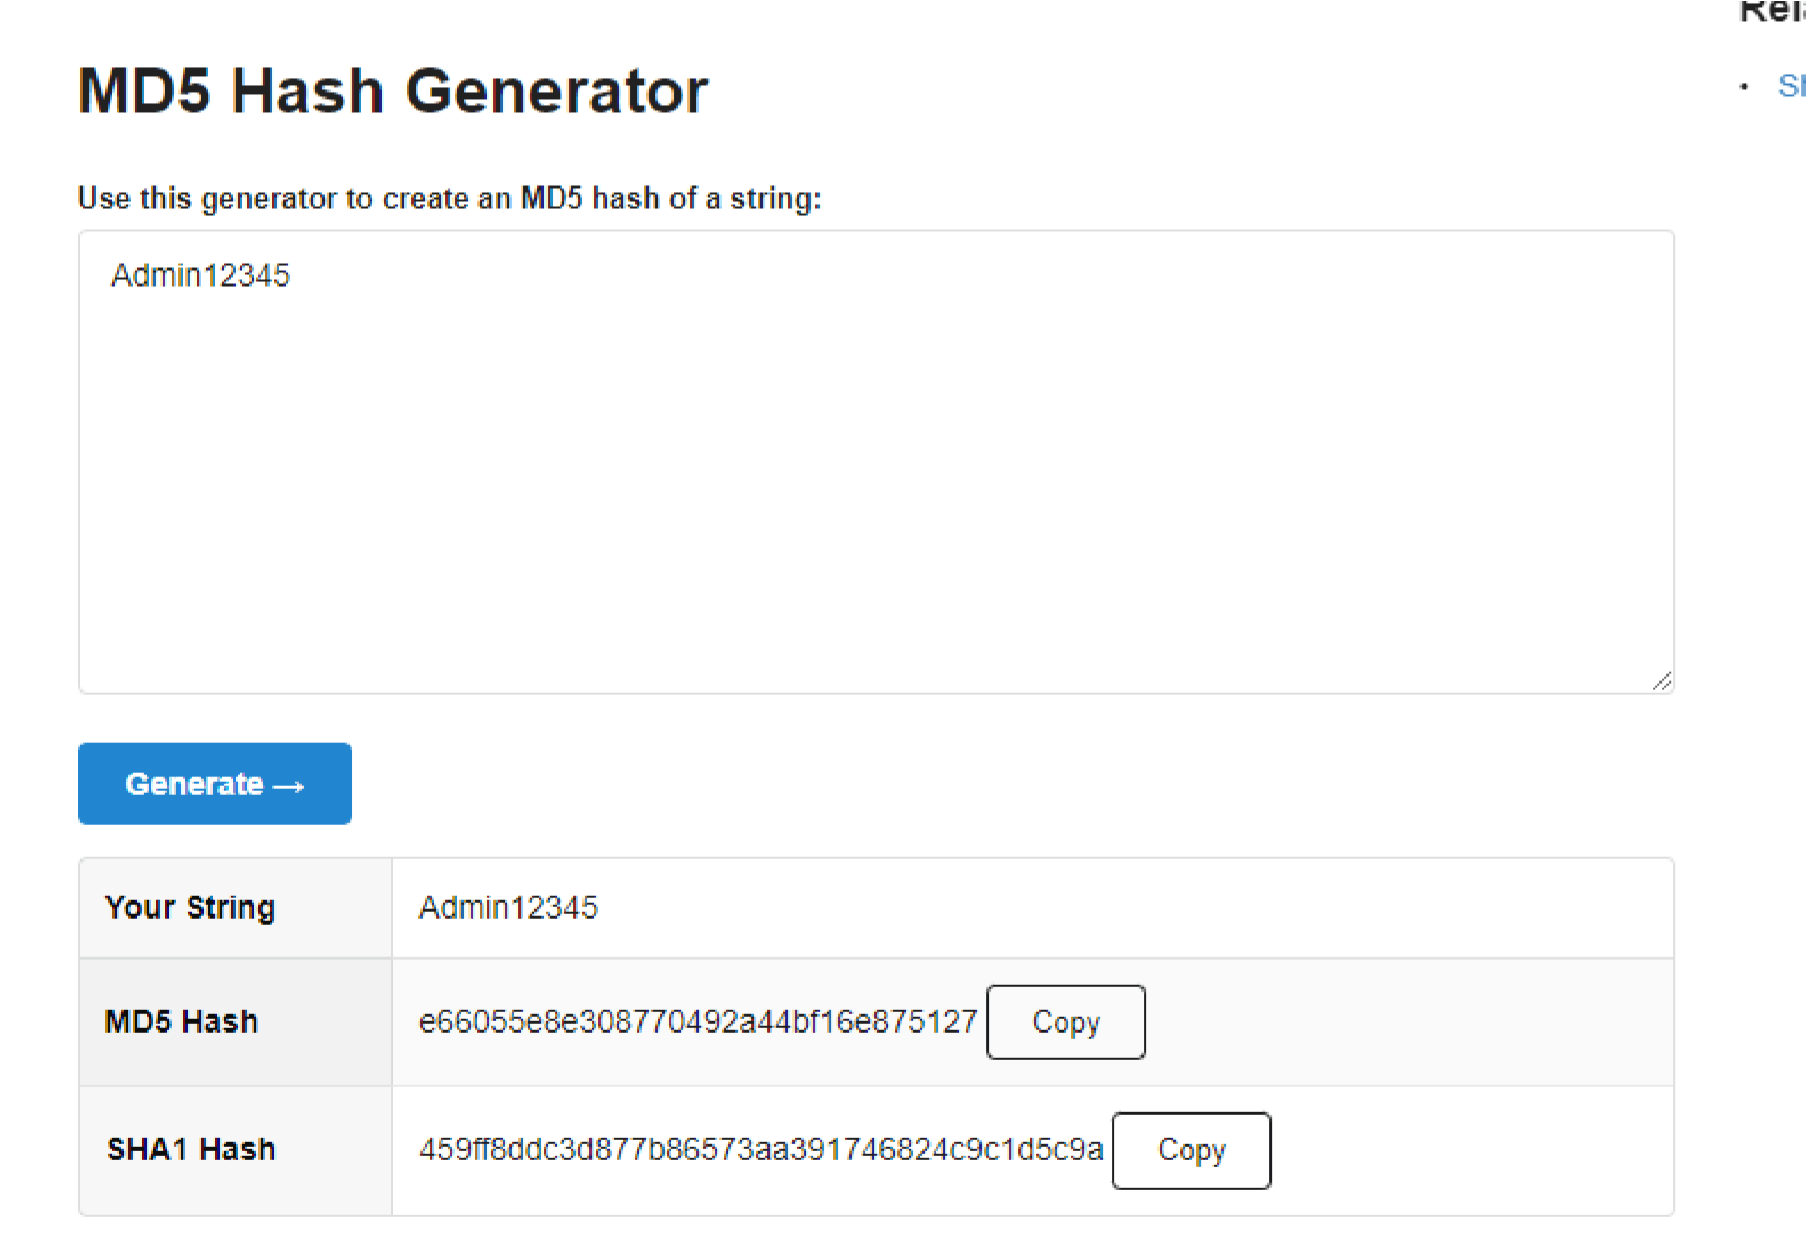 MD5 Hash Generator
Use this generator to create an MD5 hash of a string:
Admin12345
Generate →
Your String Admin12345
MD5 Hash e66055e8e308770492a44bf16e875127 Copy
SHA1 Hash 459ff8ddc3d877b86573aa391746824c9c1d5c9a Copy